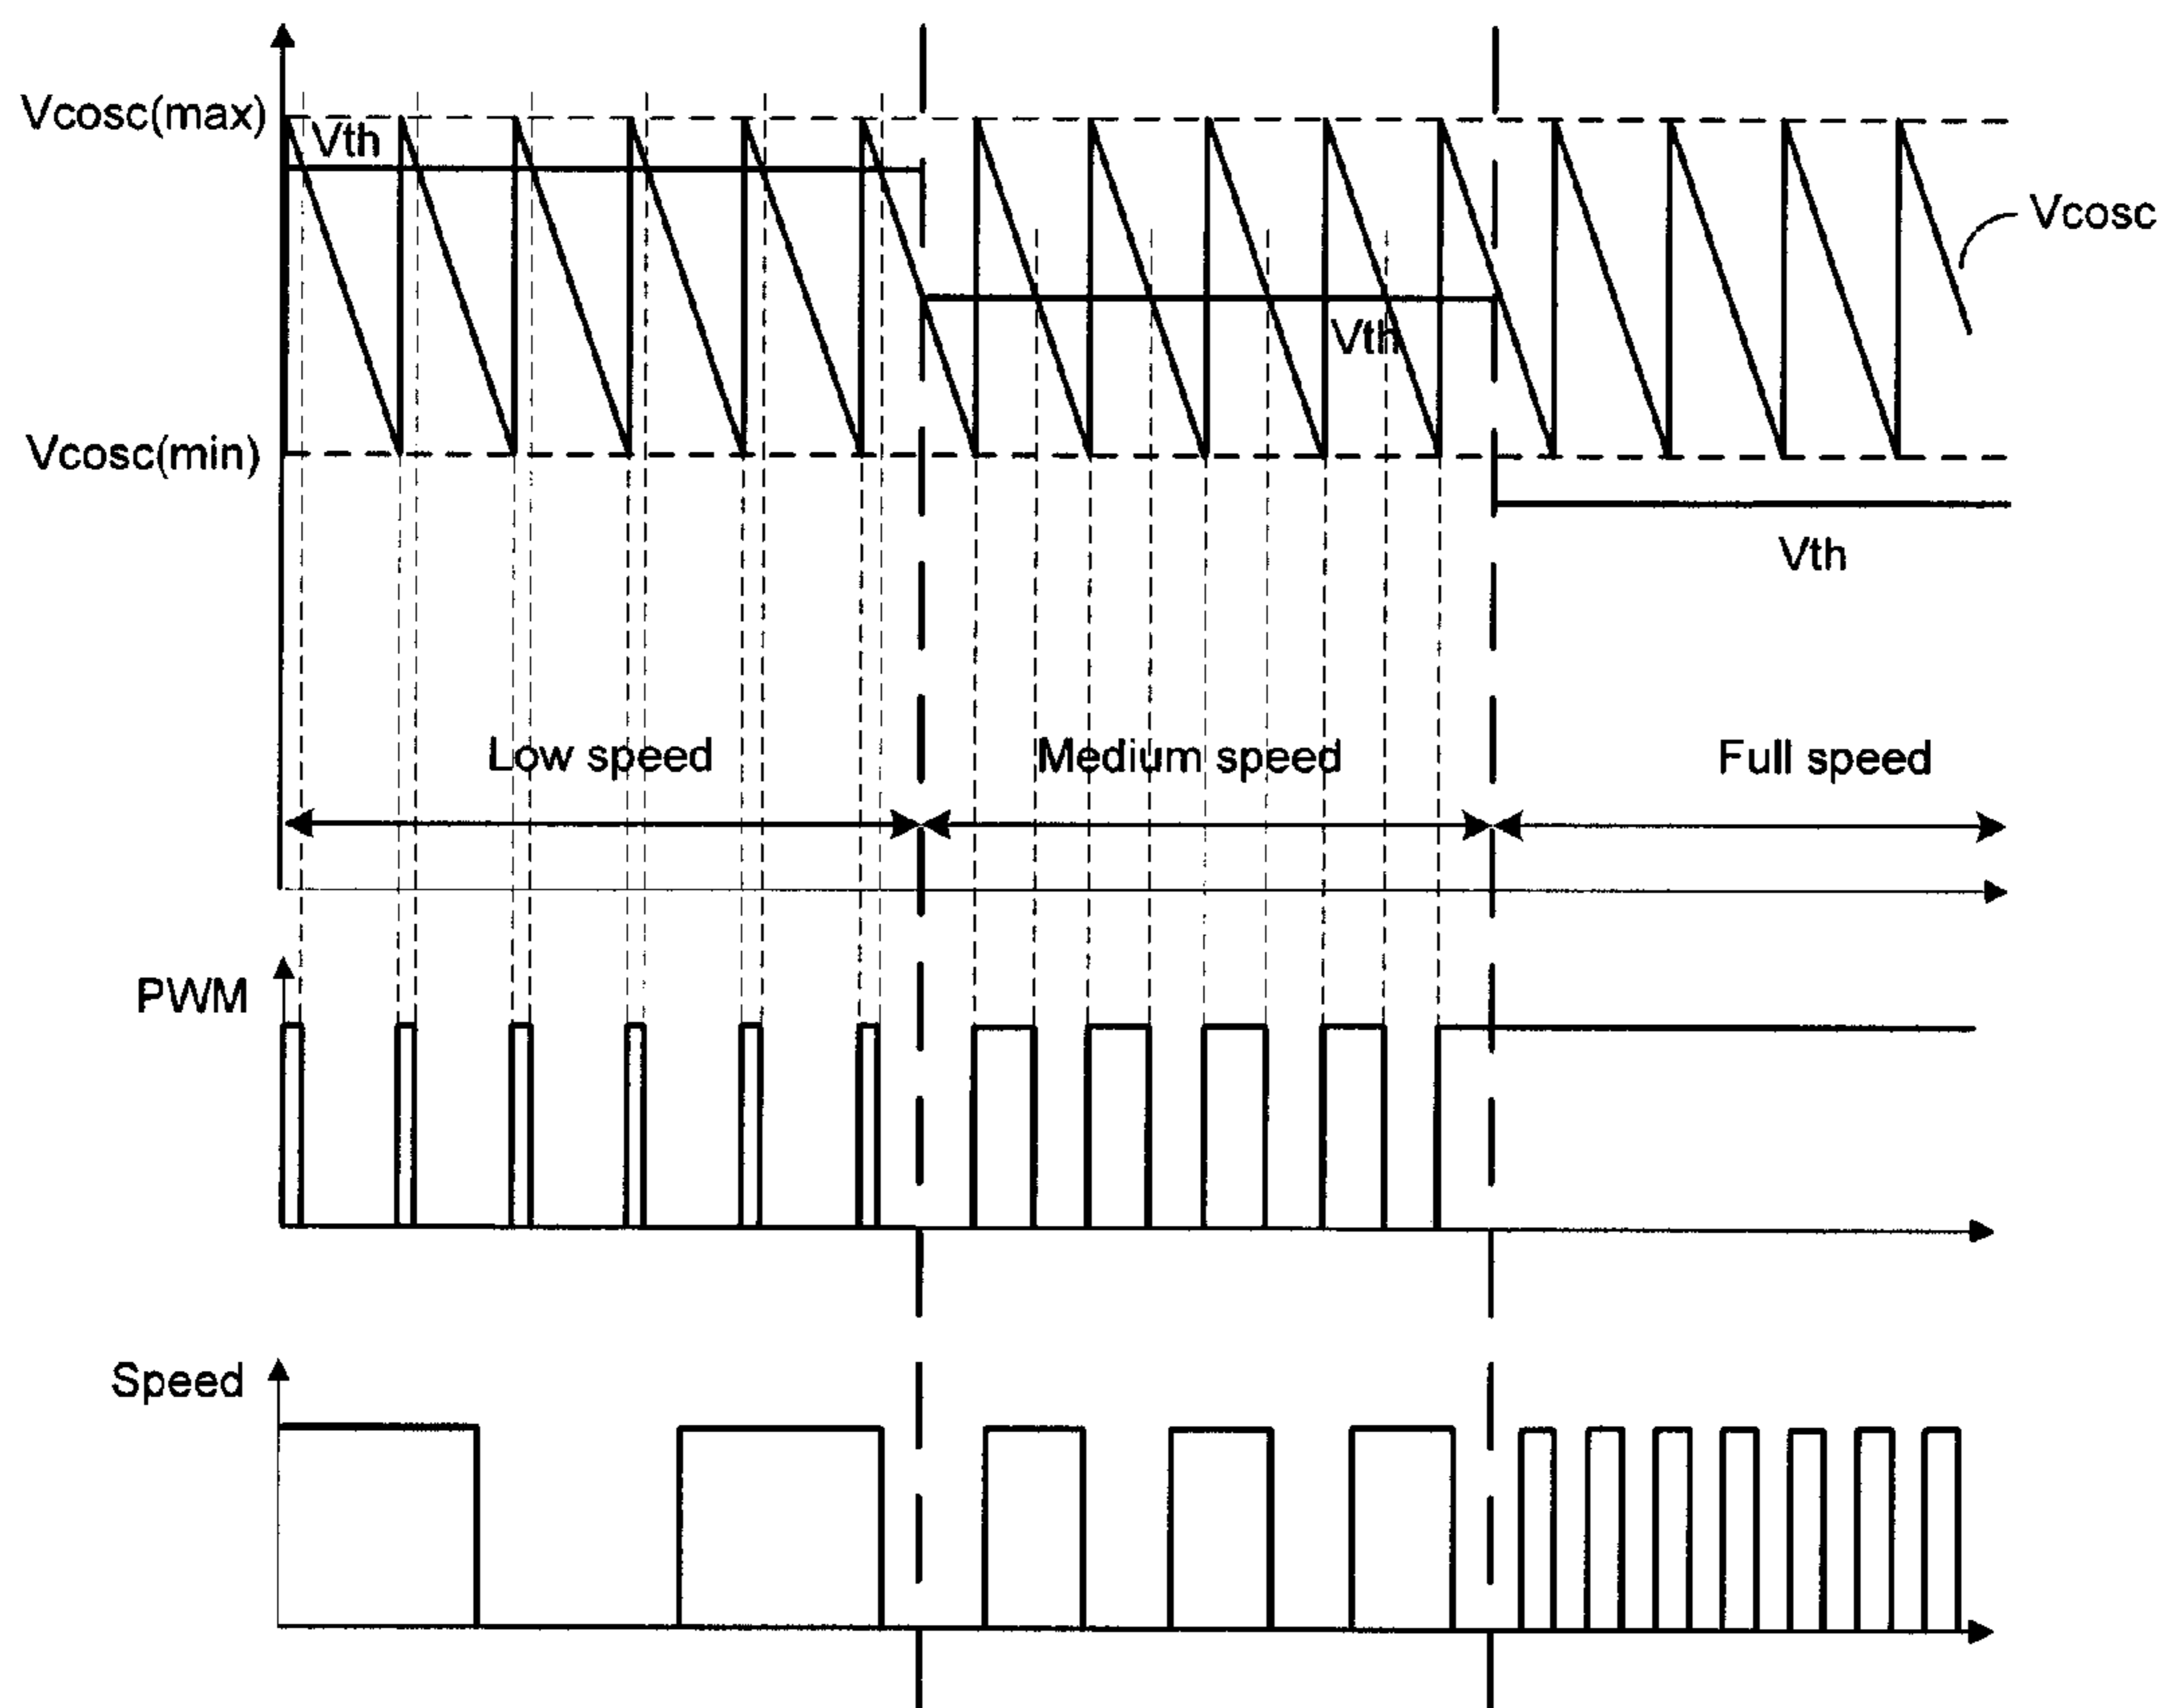 Vcosc(max)
Vth
Vcosc
Vth
Vcosc(min)
Vth
Low speed
Medium speed
Full speed
PWM
Speed